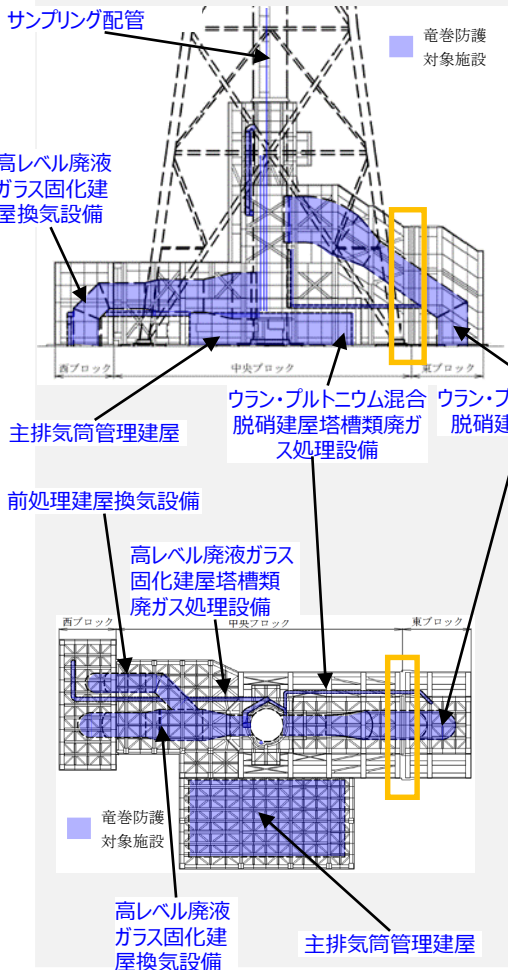 サンプリング配管
竜巻防護
対象施設
高レベル廃液
ガラス固化建
屋換気設備
西ブロック
中央ブロック
東ブロック
主排気筒管理建屋
ウラン・プルトニウム混合
脱硝建屋塔槽類廃ガ
ス処理設備
ウラン・プ
脱硝建
前処理建屋換気設備
高レベル廃液ガラス
固化建屋塔槽類
廃ガス処理設備
西ブロック
中央ブロック
東ブロック
竜巻防護
対象施設
高レベル廃液
ガラス固化建
屋換気設備
主排気筒管理建屋